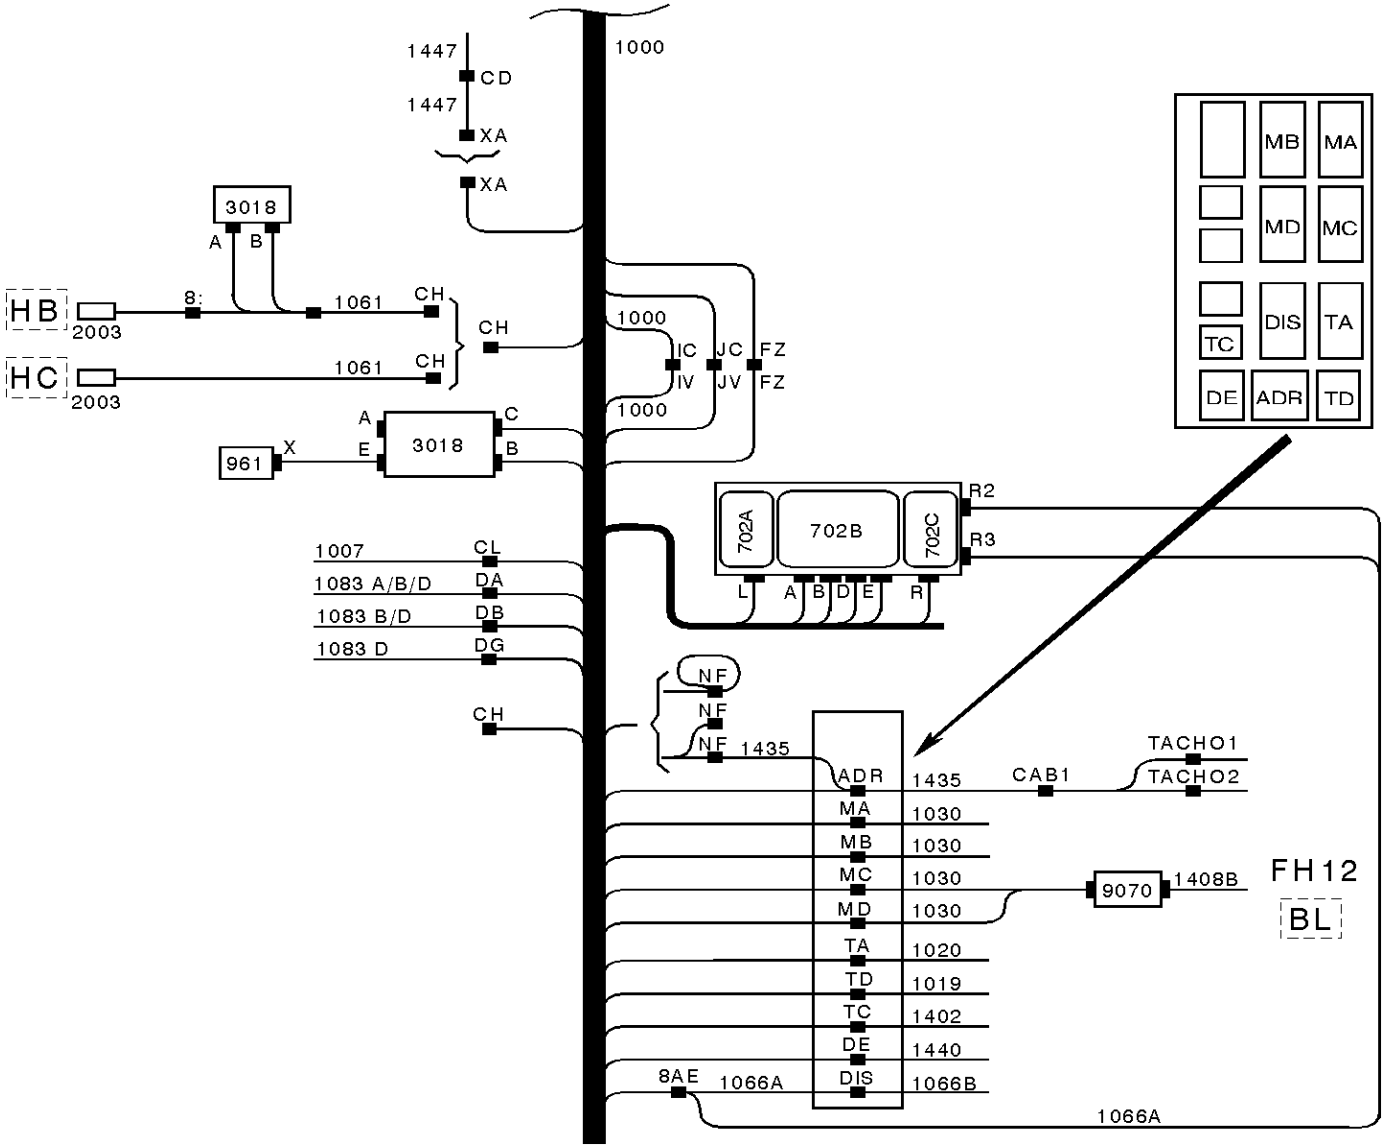 1447
1000
CD
1447
XA
XA
MB MA
MD MC
DIS TA
TC
DE ADR TD
3018
A B
HB
2003
8:
1061
CH
HC
2003
1061
CH
CH
1000
IC JC FZ
IV JV FZ
1000
A
C
3018
E
B
961
X
702A
702B
702C
R2
R3
L A B D E R
1007 CL
1083 A/B/D DA
1083 B/D DB
1083 D DG
CH
NF
NF
NF 1435
ADR 1435 CAB1
TACHO1
TACHO2
MA 1030
MB 1030
MC 1030
9070
1408B
MD 1030
FH12
BL
TA 1020
TD 1019
TC 1402
DE 1440
8AE 1066A DIS 1066B
1066A